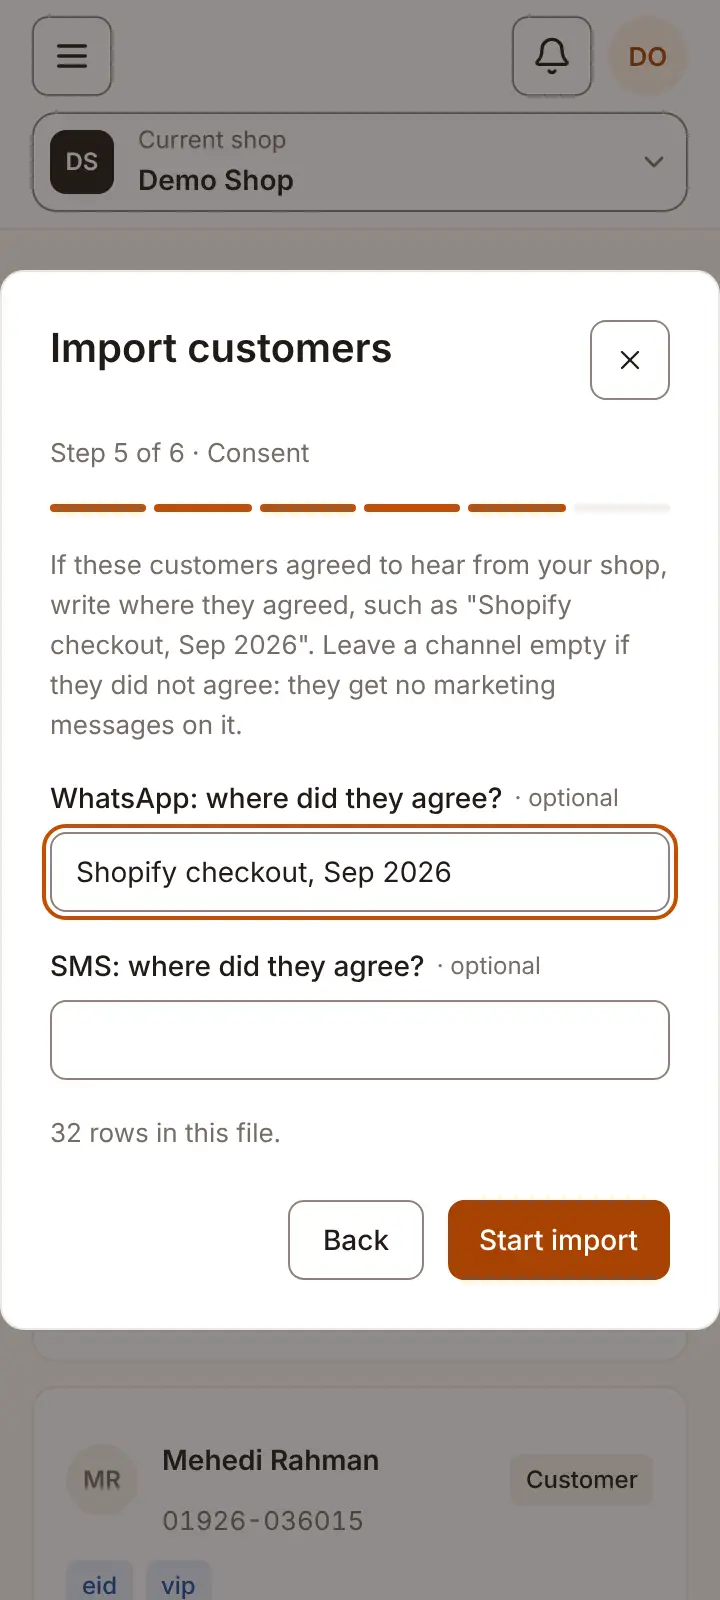 DO
DS
Current shop
Demo Shop
Import customers
Step 5 of 6 · Consent
If these customers agreed to hear from your shop,
write where they agreed, such as "Shopify
checkout, Sep 2026". Leave a channel empty if
they did not agree: they get no marketing
messages on it.
WhatsApp: where did they agree? · optional
Shopify checkout, Sep 2026
SMS: where did they agree? · optional
32 rows in this file.
Back
Start import
MR
Mehedi Rahman
01926-036015
Customer
eid
vip